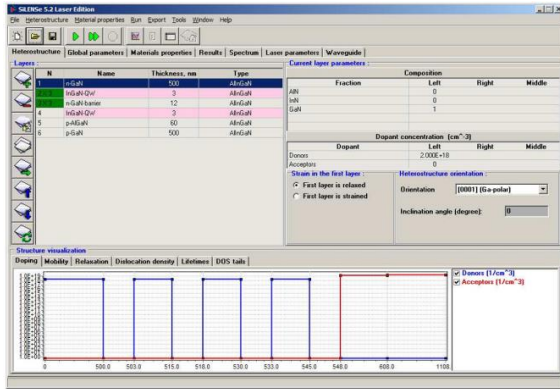 SiLENSe 5.2 Laser Edition
File Heterostructure Material properties Run Export Tools Window Help
Heterostructure Global parameters Materials properties Results Spectrum Laser parameters Waveguide
Layers :
N Name Thickness, nm Type
1 n-GaN 500 AlInGaN
InGaN-QW 3 AlInGaN
n-GaN-barrier 12 AlInGaN
4 InGaN-QW 3 AlInGaN
5 p-AlGaN 60 AlInGaN
6 p-GaN 500 AlInGaN
Current layer parameters :
Composition
Fraction Left Right Middle
AlN 0
InN 0
GaN 1
Dopant concentration (cm^-3)
Dopant Left Right Middle
Donors 2.000E+18
Acceptors 0
Strain in the first layer :
First layer is relaxed
First layer is strained
Heterostructure orientation :
Orientation [0001] (Ga-polar)
Inclination angle (degree): 0
Structure visualization
Doping Mobility Relaxation Dislocation density Lifetimes DOS tails
Donors (1/cm^3)
Acceptors (1/cm^3)
0 500.0 503.0 515.0 518.0 530.0 533.0 545.0 548.0 608.0 1108